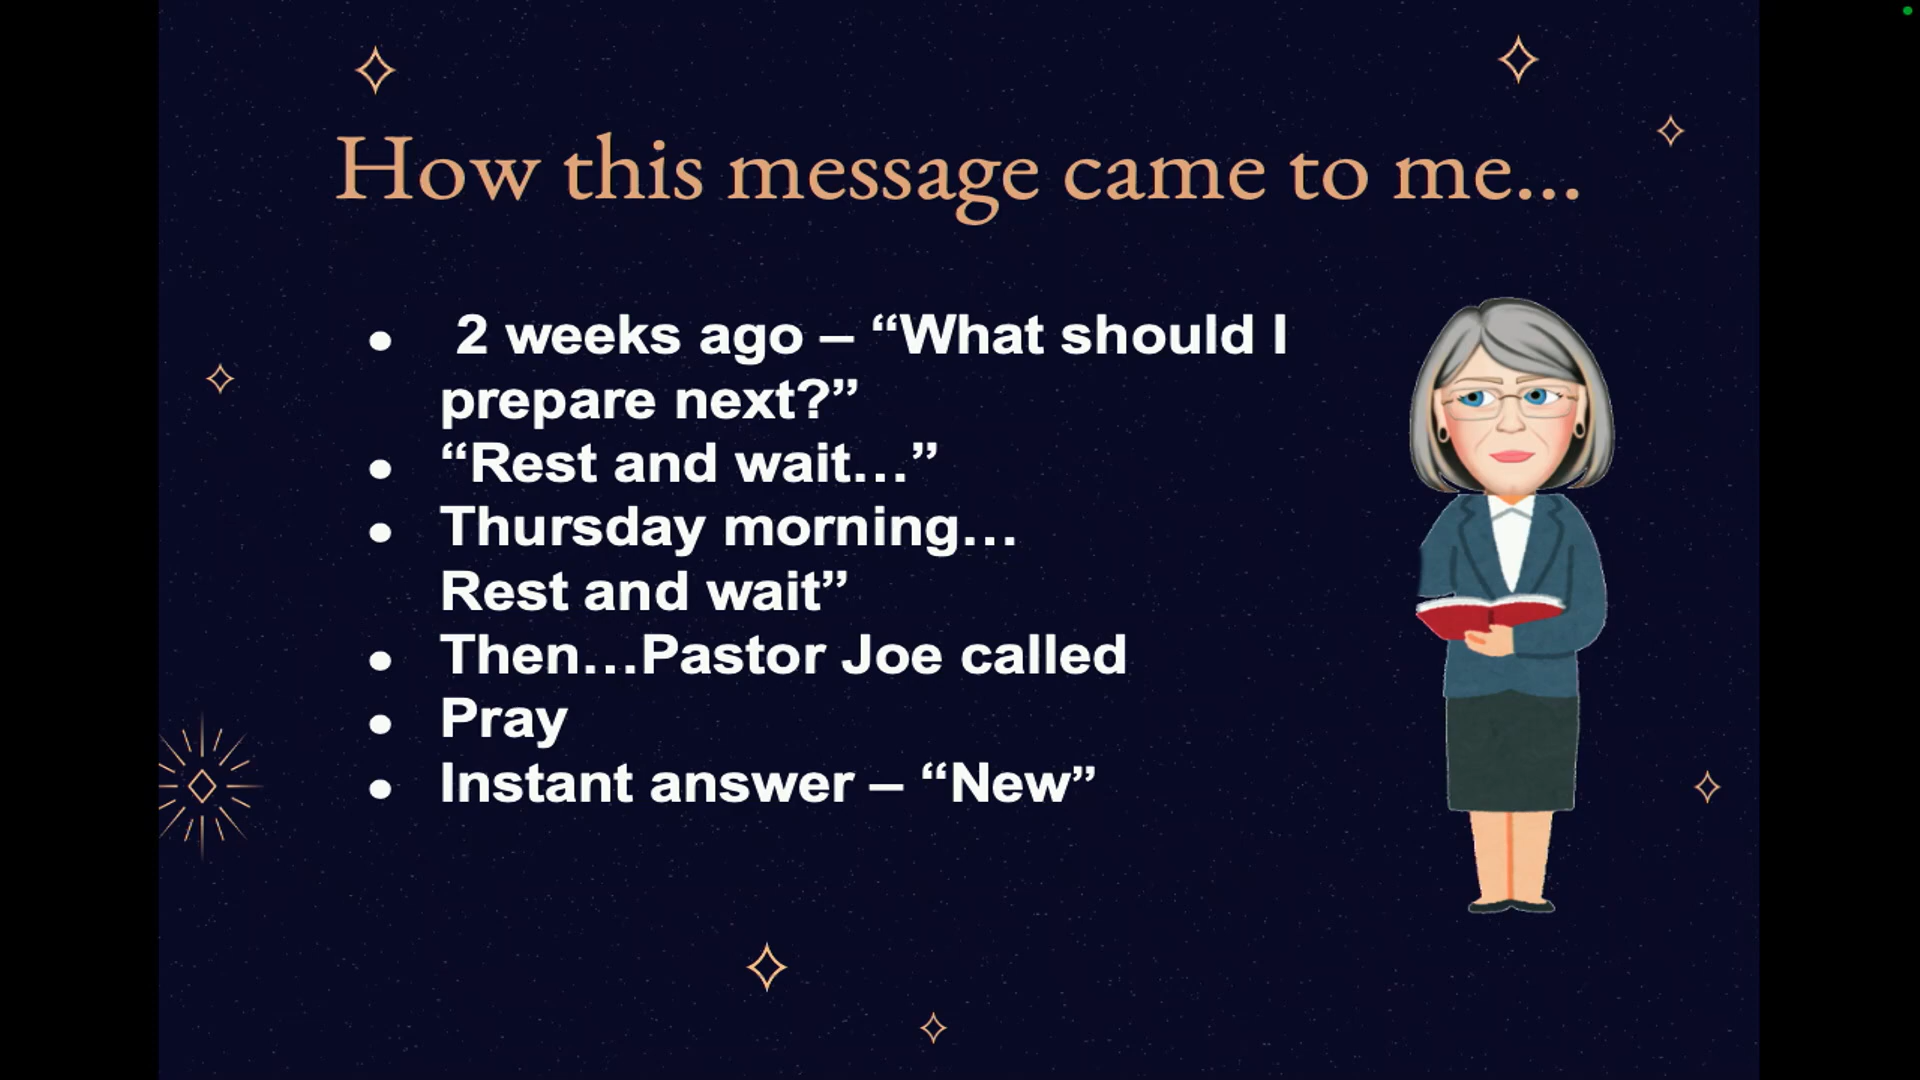 How this message came to me...
● 2 weeks ago – “What should I
prepare next?”
● “Rest and wait…”
● Thursday morning…
Rest and wait”
● Then…Pastor Joe called
● Pray
● Instant answer – “New”